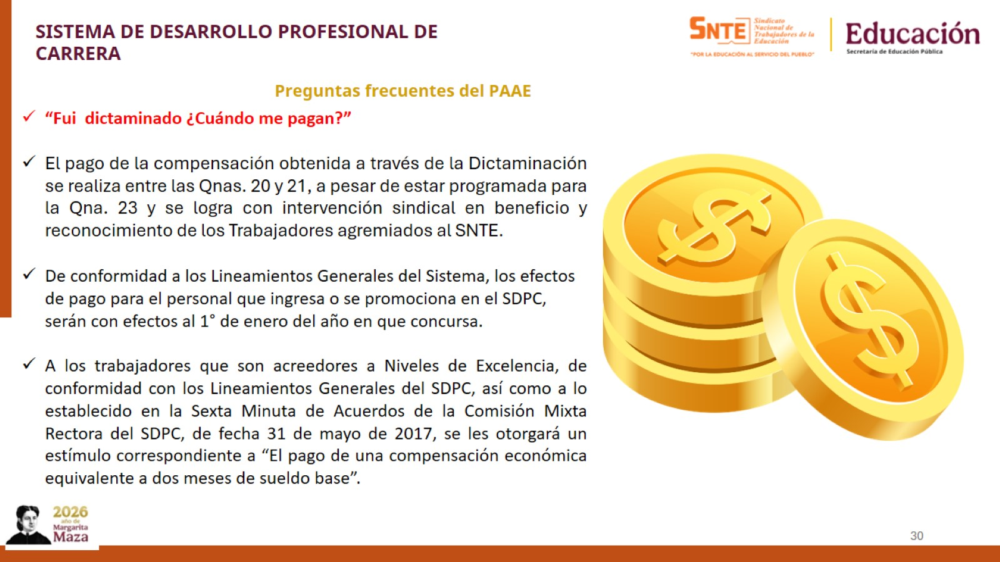 SISTEMA DE DESARROLLO PROFESIONAL DE
CARRERA
SNTE
Sindicato
Nacional de
Trabajadores de la
Educación
"POR LA EDUCACIÓN AL SERVICIO DEL PUEBLO"
Educación
Secretaría de Educación Pública
Preguntas frecuentes del PAAE
✓ “Fui dictaminado ¿Cuándo me pagan?”
✓ El pago de la compensación obtenida a través de la Dictaminación
se realiza entre las Qnas. 20 y 21, a pesar de estar programada para
la Qna. 23 y se logra con intervención sindical en beneficio y
reconocimiento de los Trabajadores agremiados al SNTE.
✓ De conformidad a los Lineamientos Generales del Sistema, los efectos
de pago para el personal que ingresa o se promociona en el SDPC,
serán con efectos al 1° de enero del año en que concursa.
✓ A los trabajadores que son acreedores a Niveles de Excelencia, de
conformidad con los Lineamientos Generales del SDPC, así como a lo
establecido en la Sexta Minuta de Acuerdos de la Comisión Mixta
Rectora del SDPC, de fecha 31 de mayo de 2017, se les otorgará un
estímulo correspondiente a “El pago de una compensación económica
equivalente a dos meses de sueldo base”.
$
$
2026
año de
Margarita
Maza
30